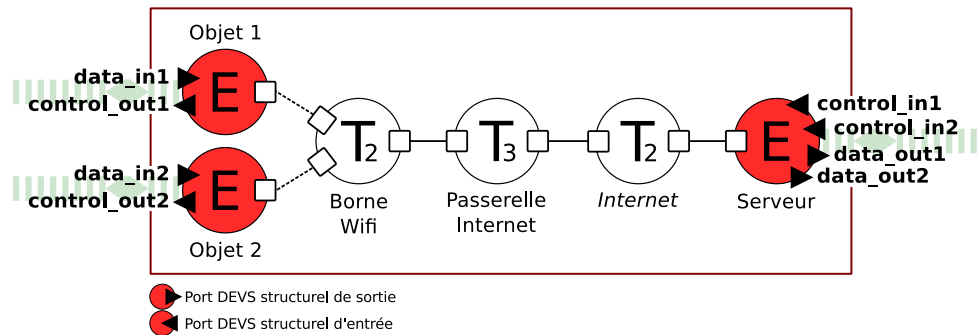 Objet 1
data_in1
control_out1
E
data_in2
control_out2
E
Objet 2
T2
Borne
Wifi
T3
Passerelle
Internet
T2
Internet
E
Serveur
control_in1
control_in2
data_out1
data_out2
Port DEVS structurel de sortie
Port DEVS structurel d'entrée